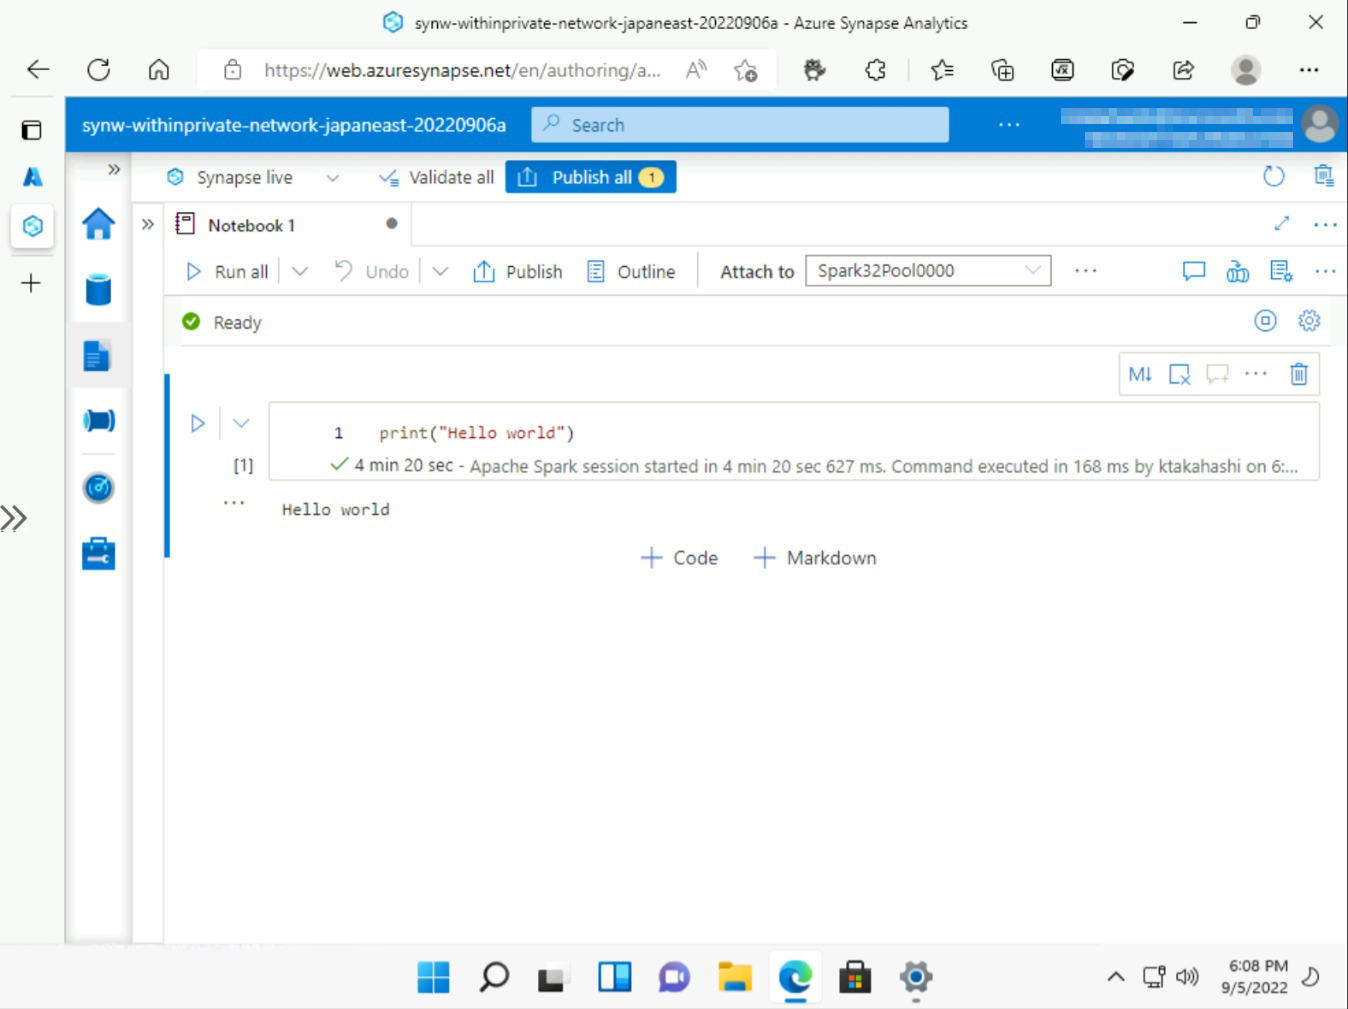 synw-withinprivate-network-japaneast-20220906a - Azure Synapse Analytics
https://web.azuresynapse.net/en/authoring/a...
synw-withinprivate-network-japaneast-20220906a
Search
Synapse live
Validate all
Publish all 1
Notebook 1
Run all
Undo
Publish
Outline
Attach to
Spark32Pool0000
Ready
M↓
1 print("Hello world")
[1]
4 min 20 sec - Apache Spark session started in 4 min 20 sec 627 ms. Command executed in 168 ms by ktakahashi on 6:...
Hello world
+ Code
+ Markdown
6:08 PM
9/5/2022